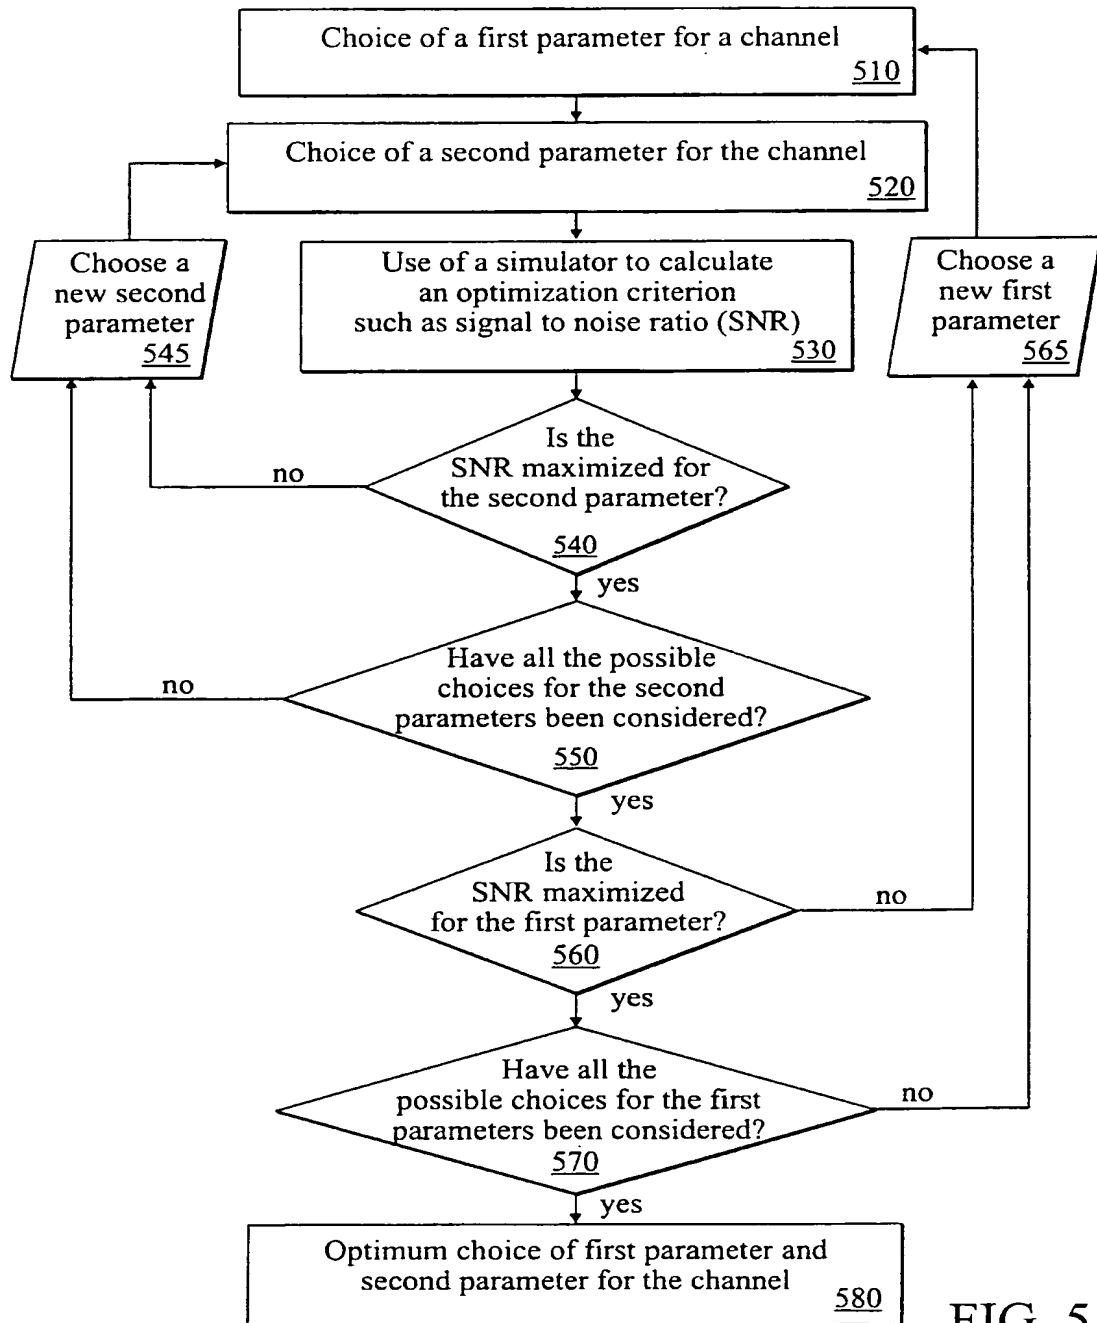 Choice of a first parameter for a channel
510
Choice of a second parameter for the channel
520
Choose a
new second
parameter
545
Use of a simulator to calculate
an optimization criterion
such as signal to noise ratio (SNR)
530
Choose a
new first
parameter
565
Is the
SNR maximized for
the second parameter?
540
no
yes
Have all the possible
choices for the second
parameters been considered?
550
no
yes
Is the
SNR maximized
for the first parameter?
560
no
yes
Have all the
possible choices for the first
parameters been considered?
570
no
yes
Optimum choice of first parameter and
second parameter for the channel
580
FIG. 5